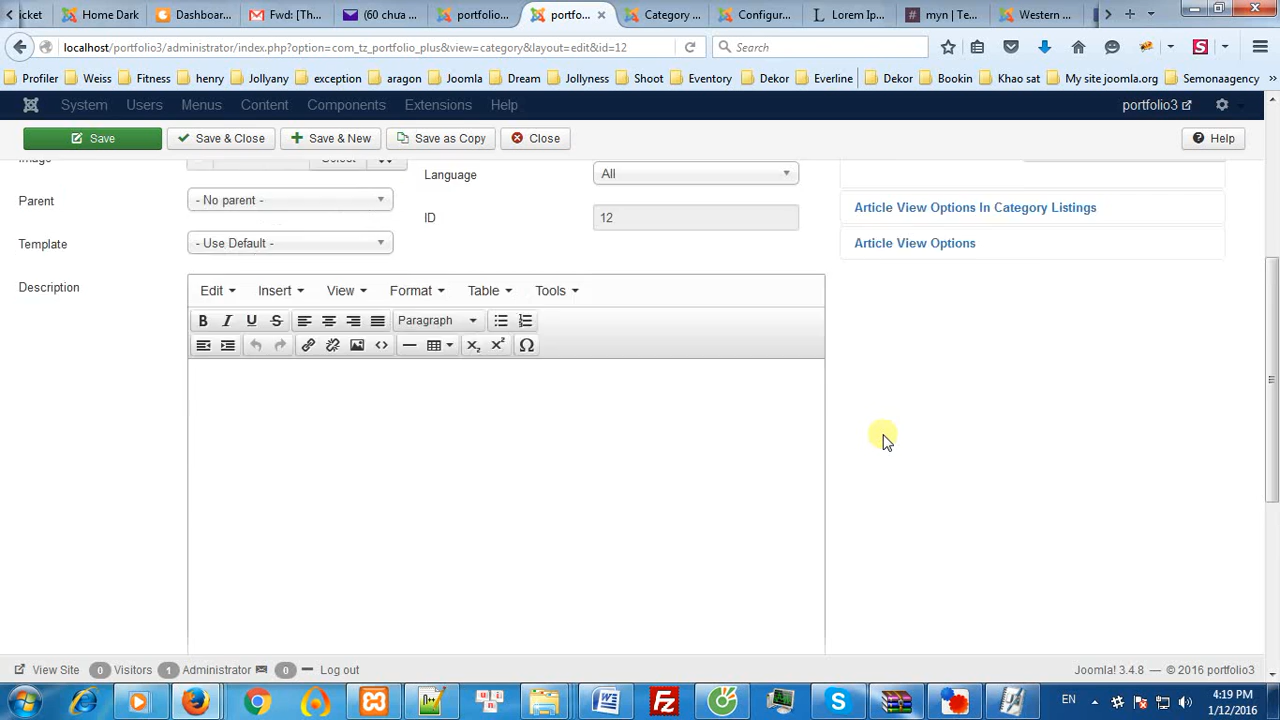 icket
Home Dark
Dashboar...
Fwd: [Th...
(60 chưa ...
portfolio...
portfo...
Category ...
Configur...
Lorem Ip...
myn | Te...
Western ...
localhost/portfolio3/administrator/index.php?option=com_tz_portfolio_plus&view=category&layout=edit&id=12
Search
Profiler
Weiss
Fitness
henry
Jollyany
exception
aragon
Joomla
Dream
Jollyness
Shoot
Eventory
Dekor
Everline
Dekor
Bookin
Khao sat
My site joomla.org
Semonaagency
System
Users
Menus
Content
Components
Extensions
Help
portfolio3
Save
Save & Close
Save & New
Save as Copy
Close
Help
Image
Select
Language
All
Parent
- No parent -
ID
12
Template
- Use Default -
Article View Options In Category Listings
Article View Options
Description
Edit
Insert
View
Format
Table
Tools
Paragraph
View Site
0 Visitors
1 Administrator
0
Log out
Joomla! 3.4.8 — © 2016 portfolio3
EN
4:19 PM
1/12/2016